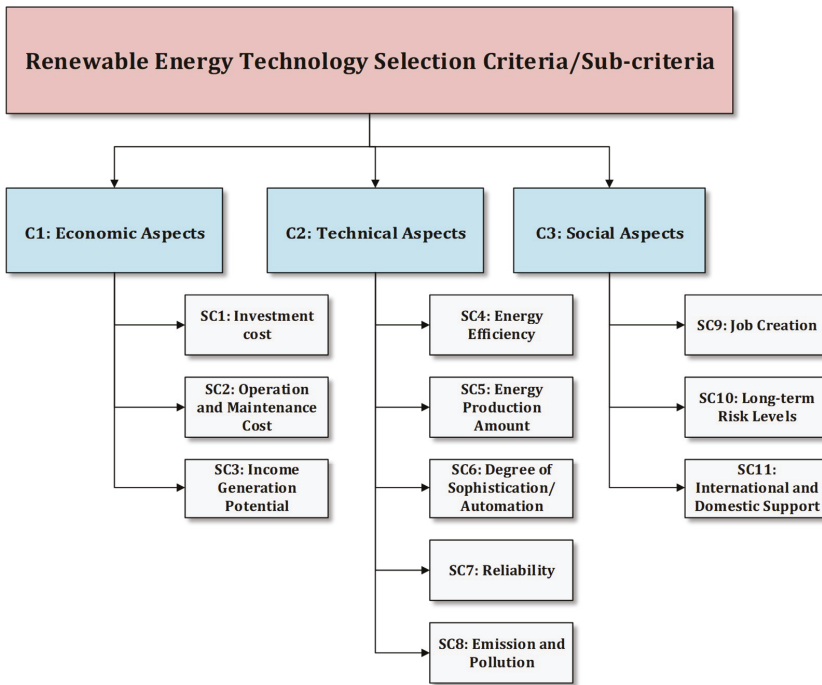 Renewable Energy Technology Selection Criteria/Sub-criteria
C1: Economic Aspects
SC1: Investment
cost
SC2: Operation
and Maintenance
Cost
SC3: Income
Generation
Potential
C2: Technical Aspects
SC4: Energy
Efficiency
SC5: Energy
Production
Amount
SC6: Degree of
Sophistication/
Automation
SC7: Reliability
SC8: Emission and
Pollution
C3: Social Aspects
SC9: Job Creation
SC10: Long-term
Risk Levels
SC11:
International and
Domestic Support